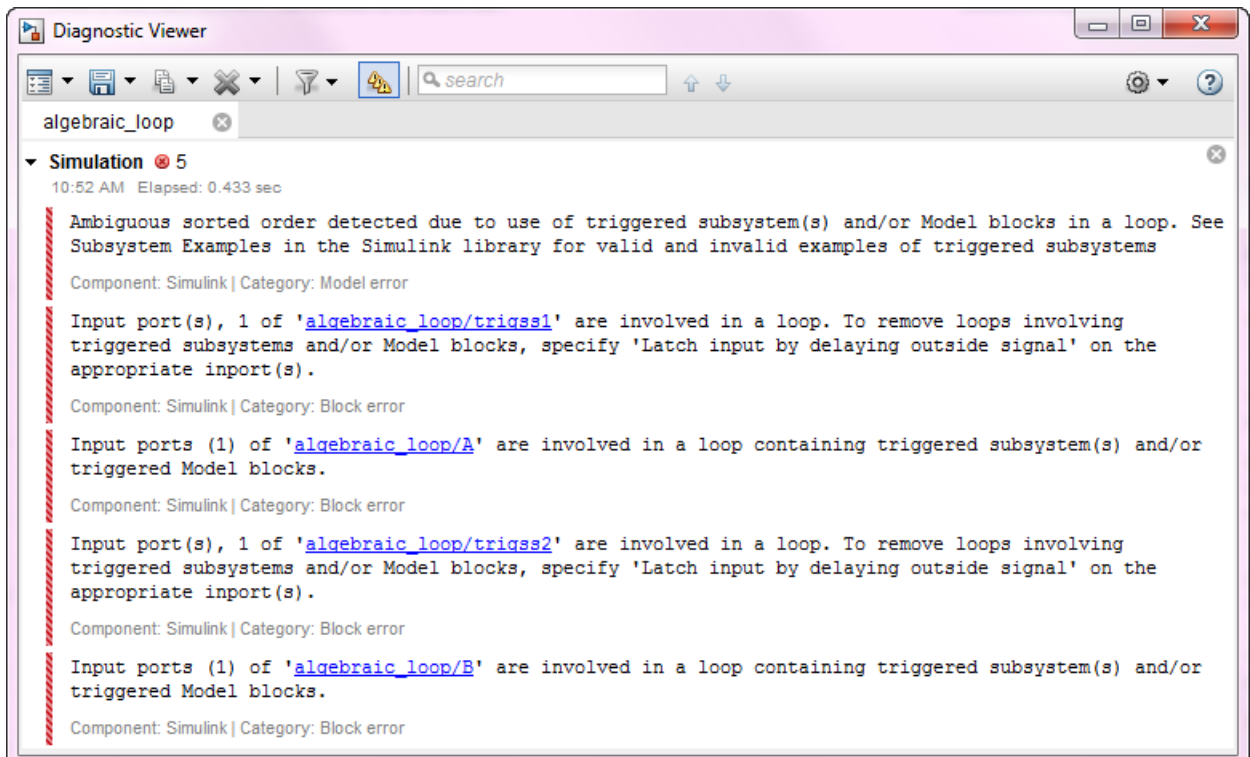 Diagnostic Viewer
search
algebraic_loop
Simulation 5
10:52 AM Elapsed: 0.433 sec
Ambiguous sorted order detected due to use of triggered subsystem(s) and/or Model blocks in a loop. See
Subsystem Examples in the Simulink library for valid and invalid examples of triggered subsystems
Component: Simulink | Category: Model error
Input port(s), 1 of 'algebraic_loop/trigss1' are involved in a loop. To remove loops involving
triggered subsystems and/or Model blocks, specify 'Latch input by delaying outside signal' on the
appropriate inport(s).
Component: Simulink | Category: Block error
Input ports (1) of 'algebraic_loop/A' are involved in a loop containing triggered subsystem(s) and/or
triggered Model blocks.
Component: Simulink | Category: Block error
Input port(s), 1 of 'algebraic_loop/trigss2' are involved in a loop. To remove loops involving
triggered subsystems and/or Model blocks, specify 'Latch input by delaying outside signal' on the
appropriate inport(s).
Component: Simulink | Category: Block error
Input ports (1) of 'algebraic_loop/B' are involved in a loop containing triggered subsystem(s) and/or
triggered Model blocks.
Component: Simulink | Category: Block error